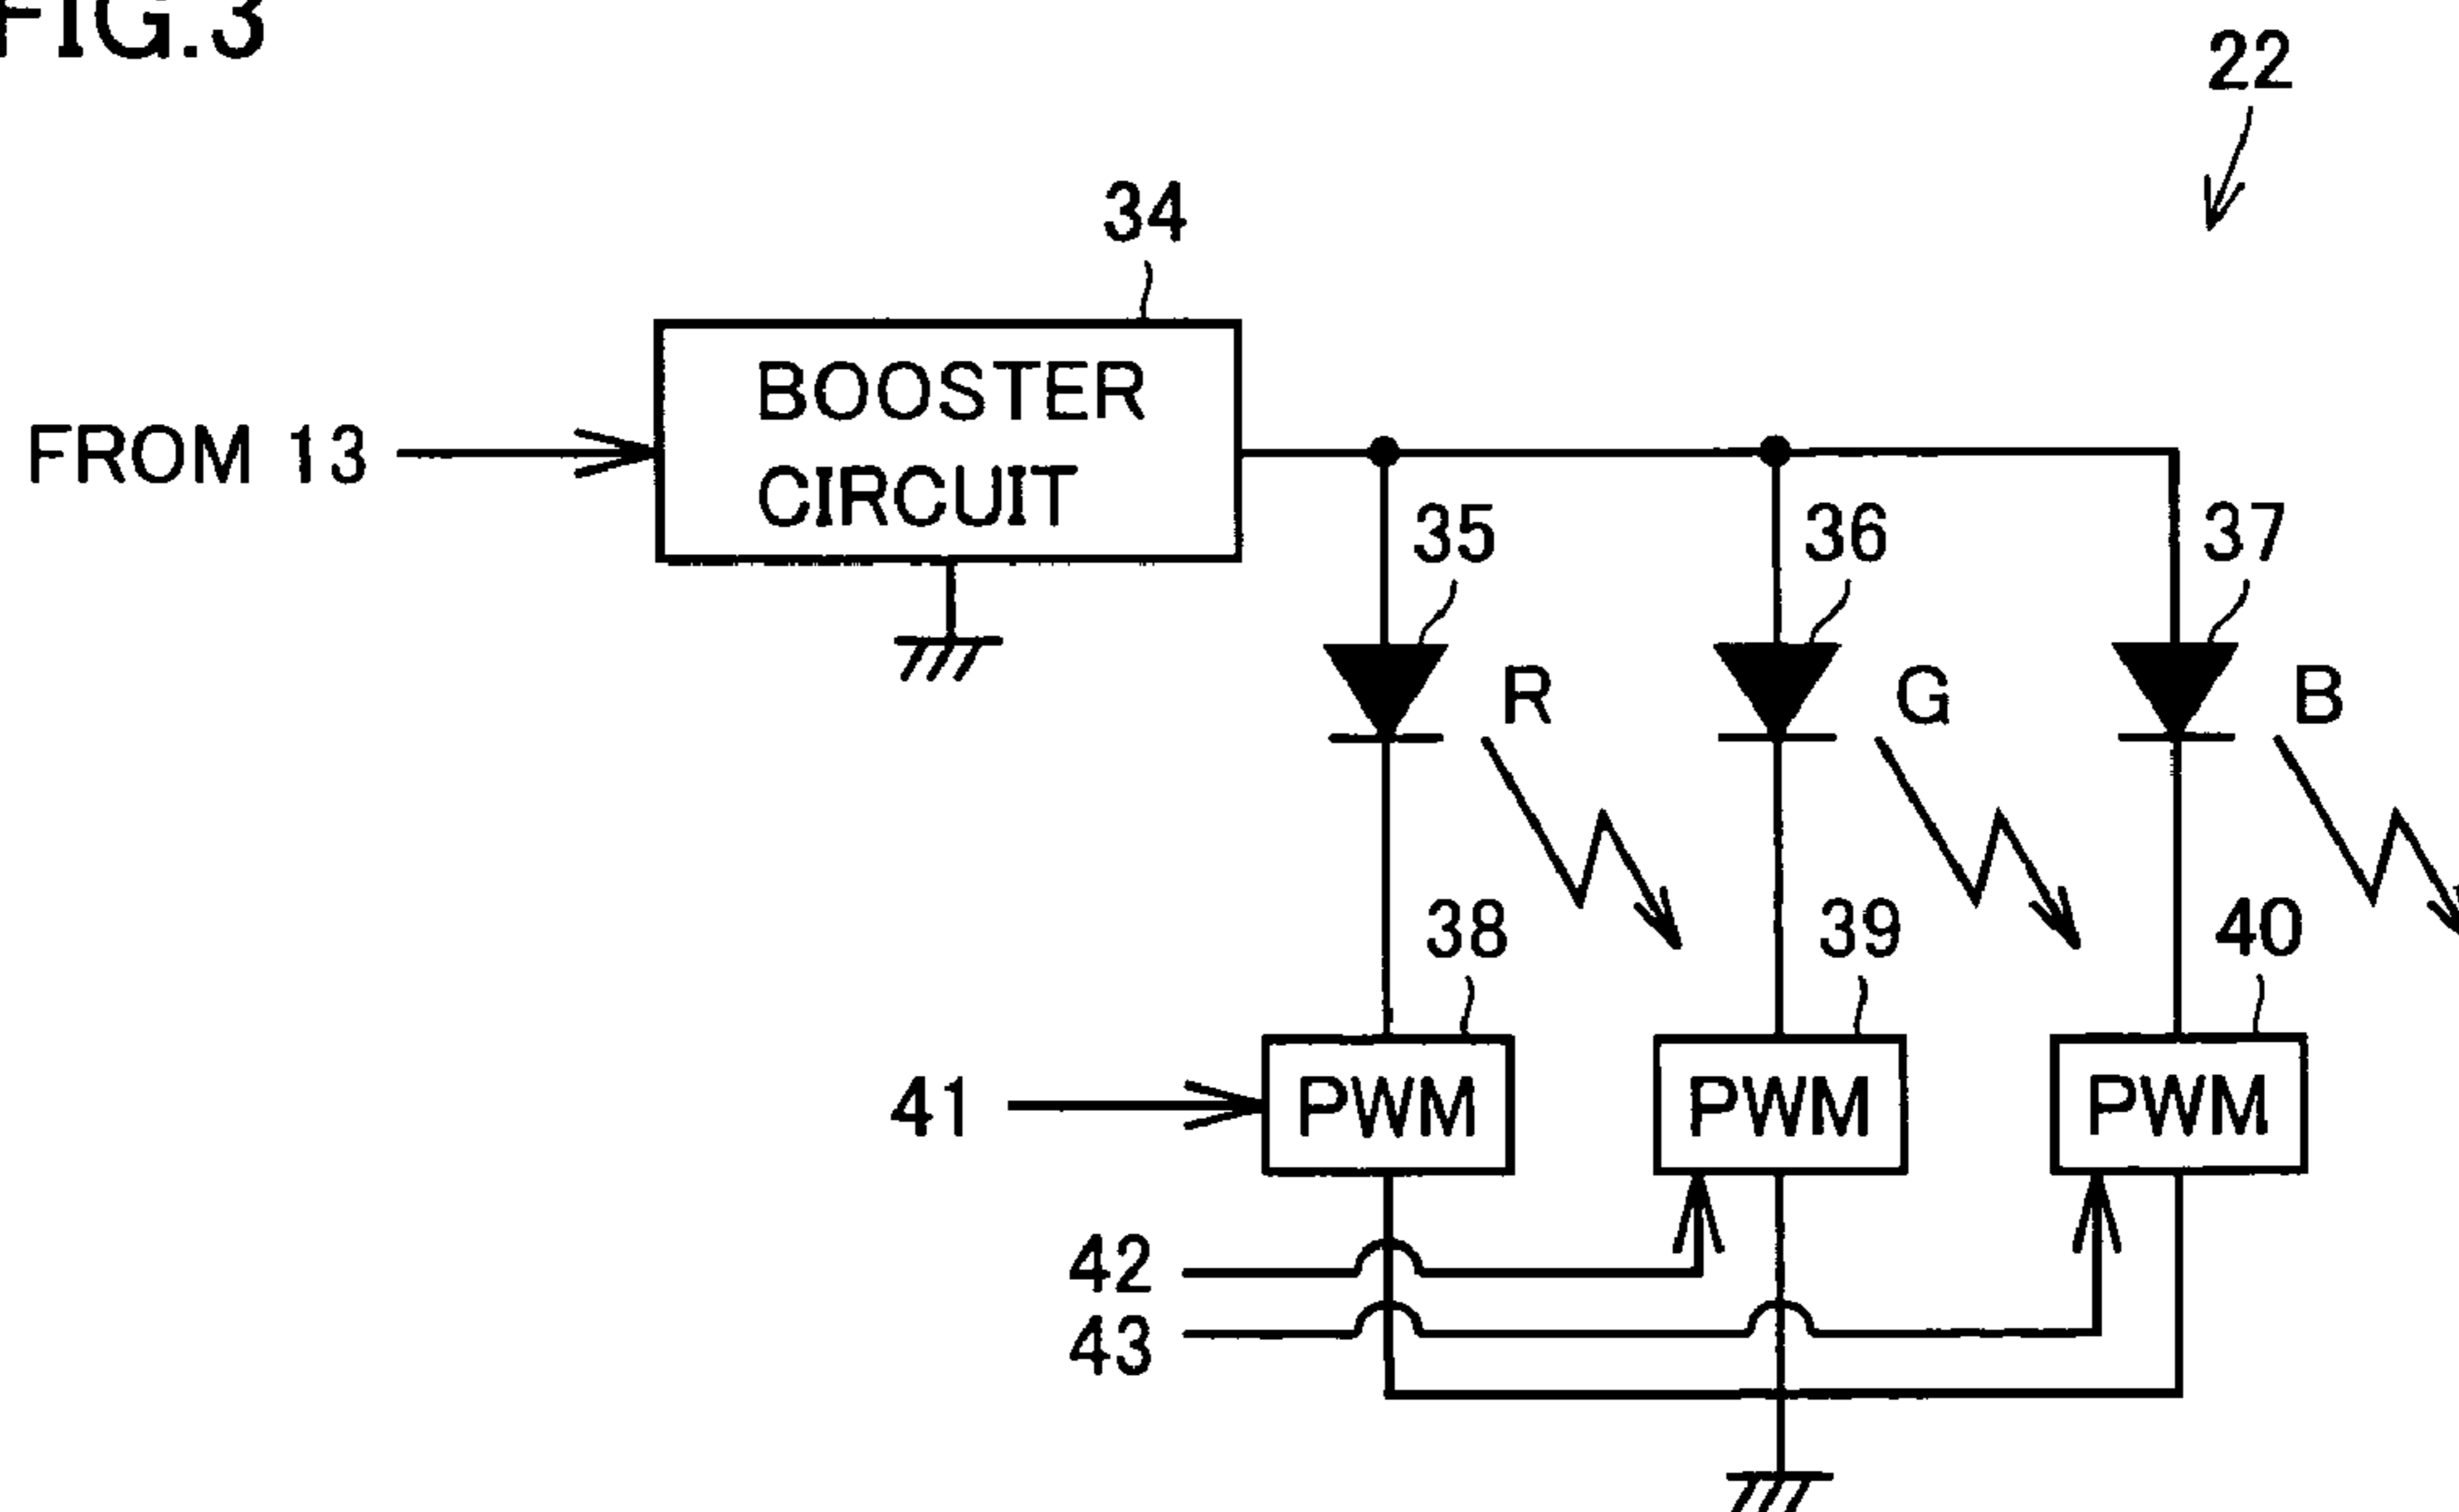 FIG.3
22
34
BOOSTER
CIRCUIT
FROM 13
35
36
37
R
G
B
38
39
40
41
PWM
PWM
PWM
42
43